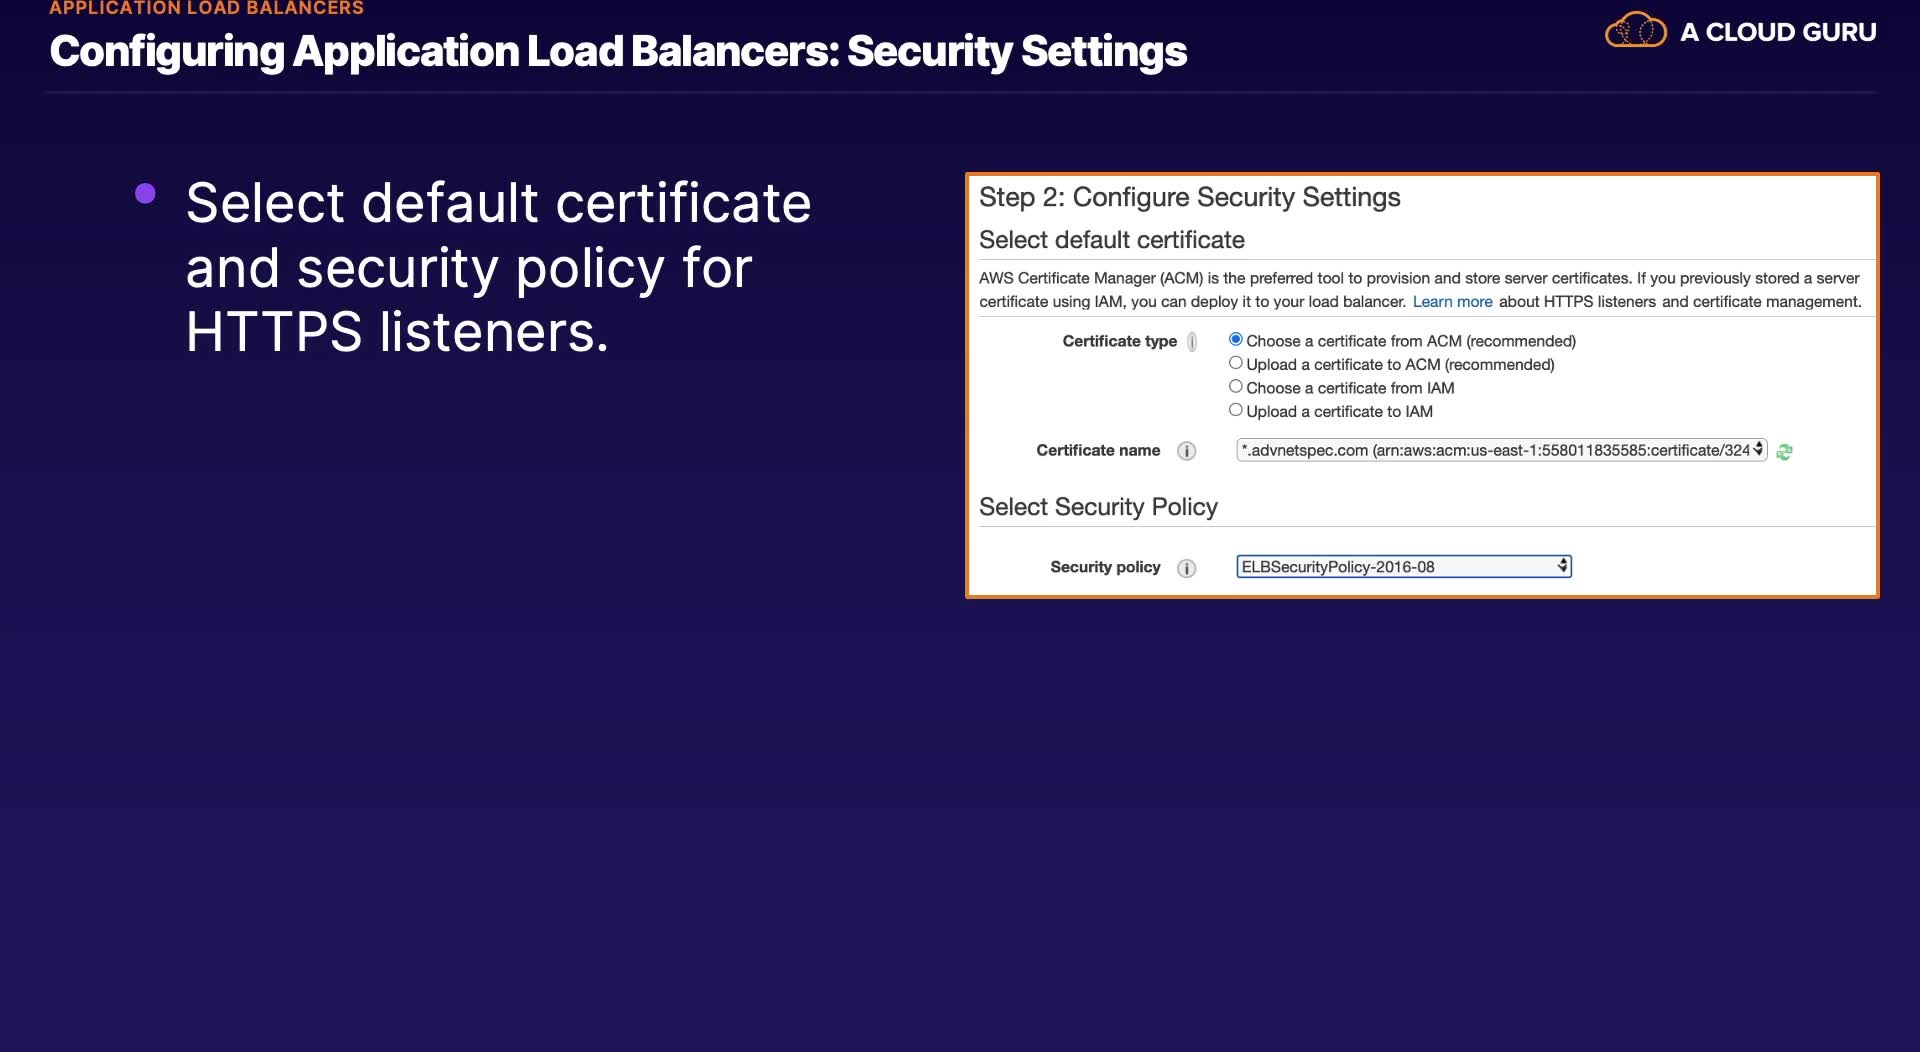 APPLICATION LOAD BALANCERS
Configuring Application Load Balancers: Security Settings
A CLOUD GURU
Select default certificate
and security policy for
HTTPS listeners.
Step 2: Configure Security Settings
Select default certificate
AWS Certificate Manager (ACM) is the preferred tool to provision and store server certificates. If you previously stored a server
certificate using IAM, you can deploy it to your load balancer. Learn more about HTTPS listeners and certificate management.
Certificate type
Choose a certificate from ACM (recommended)
Upload a certificate to ACM (recommended)
Choose a certificate from IAM
Upload a certificate to IAM
Certificate name
*.advnetspec.com (arn:aws:acm:us-east-1:558011835585:certificate/324
Select Security Policy
Security policy
ELBSecurityPolicy-2016-08